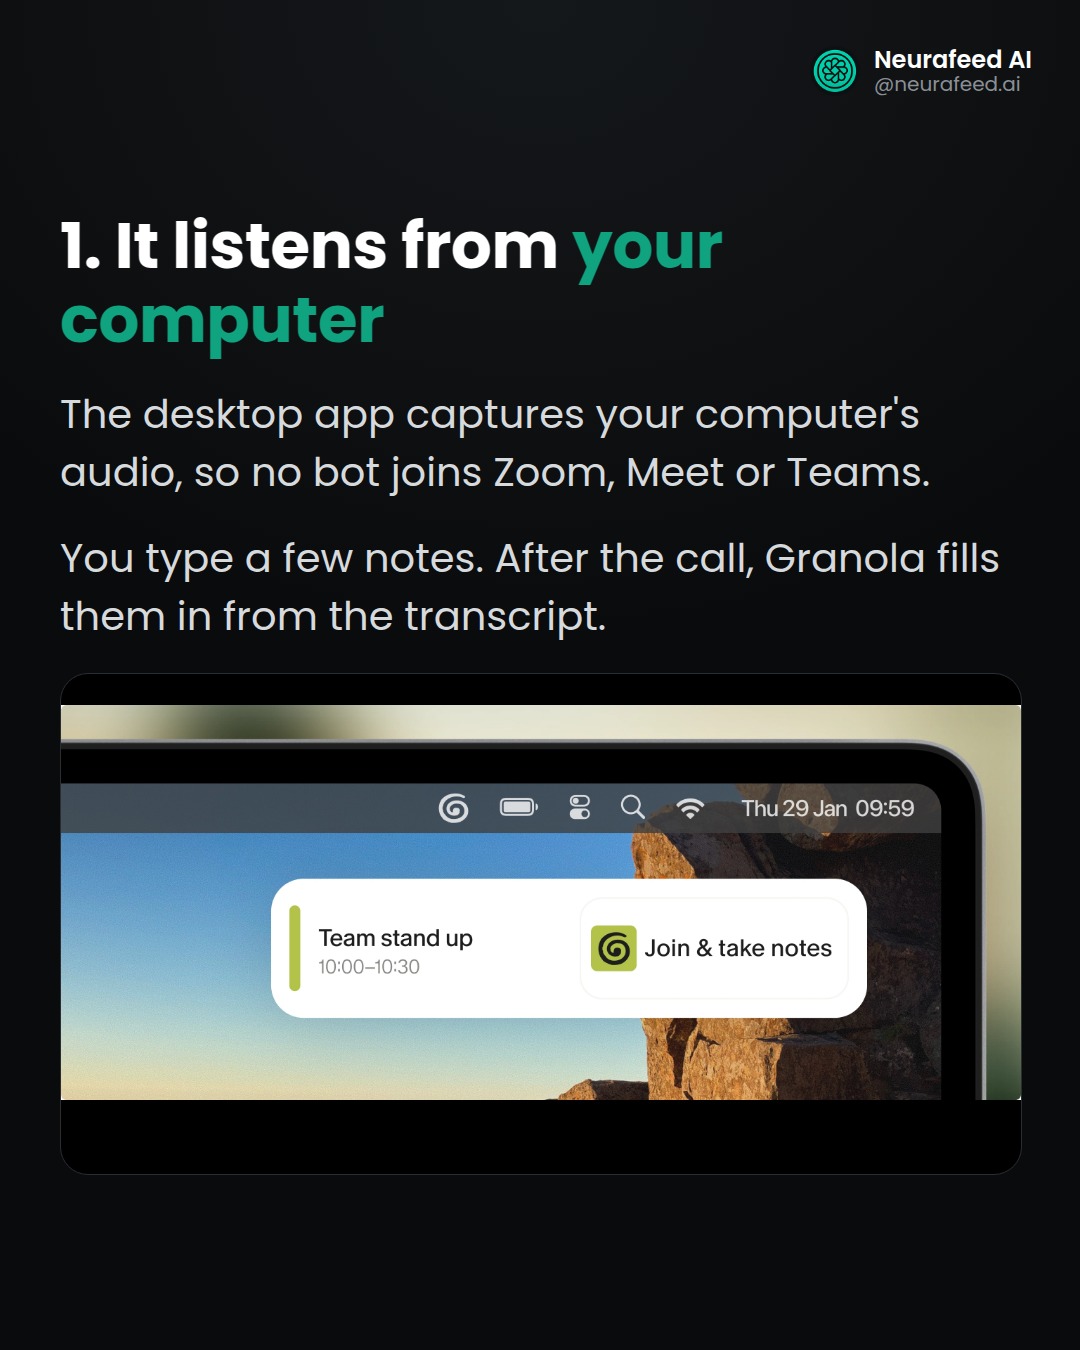 Neurafeed AI
@neurafeed.ai
1. It listens from your
computer
The desktop app captures your computer's
audio, so no bot joins Zoom, Meet or Teams.
You type a few notes. After the call, Granola fills
them in from the transcript.
Thu 29 Jan 09:59
Team stand up
10:00–10:30
Join & take notes